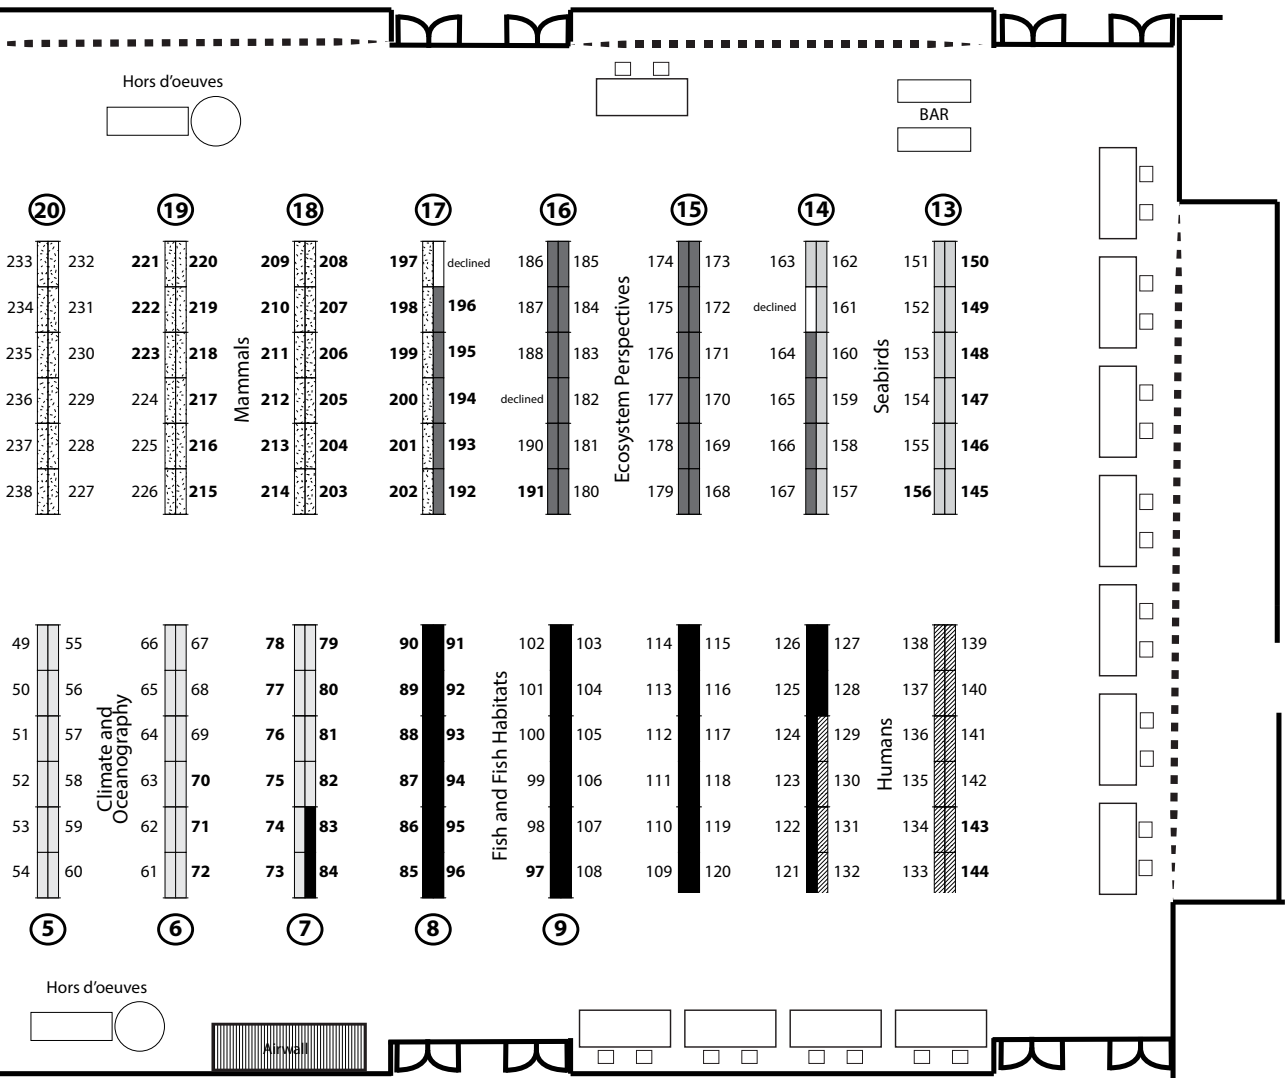 Hors d'oeuves
BAR
20 19 18 17 16 15 14 13
233 232 221 220 209 208 197 declined 186 185 174 173 163 162 151 150
234 231 222 219 210 207 198 196 187 184 175 172 declined 161 152 149
235 230 223 218 211 206 199 195 188 183 176 171 164 160 153 148
236 229 224 217 212 205 200 194 declined 182 177 170 165 159 154 147
237 228 225 216 213 204 201 193 190 181 178 169 166 158 155 146
238 227 226 215 214 203 202 192 191 180 179 168 167 157 156 145
Mammals
Ecosystem Perspectives
Seabirds
49 55 66 67 78 79 90 91 102 103 114 115 126 127 138 139
50 56 65 68 77 80 89 92 101 104 113 116 125 128 137 140
51 57 64 69 76 81 88 93 100 105 112 117 124 129 136 141
52 58 63 70 75 82 87 94 99 106 111 118 123 130 135 142
53 59 62 71 74 83 86 95 98 107 110 119 122 131 134 143
54 60 61 72 73 84 85 96 97 108 109 120 121 132 133 144
Climate and
Oceanography
Fish and Fish Habitats
Humans
5 6 7 8 9
Hors d'oeuves
Airwall